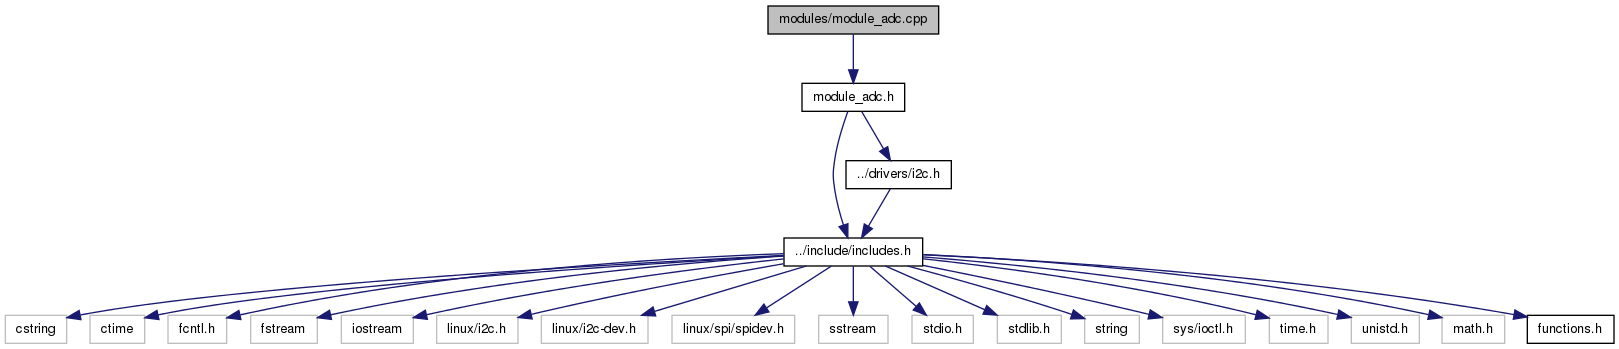 modules/module_adc.cpp
module_adc.h
../drivers/i2c.h
../include/includes.h
cstring
ctime
fcntl.h
fstream
iostream
linux/i2c.h
linux/i2c-dev.h
linux/spi/spidev.h
sstream
stdio.h
stdlib.h
string
sys/ioctl.h
time.h
unistd.h
math.h
functions.h